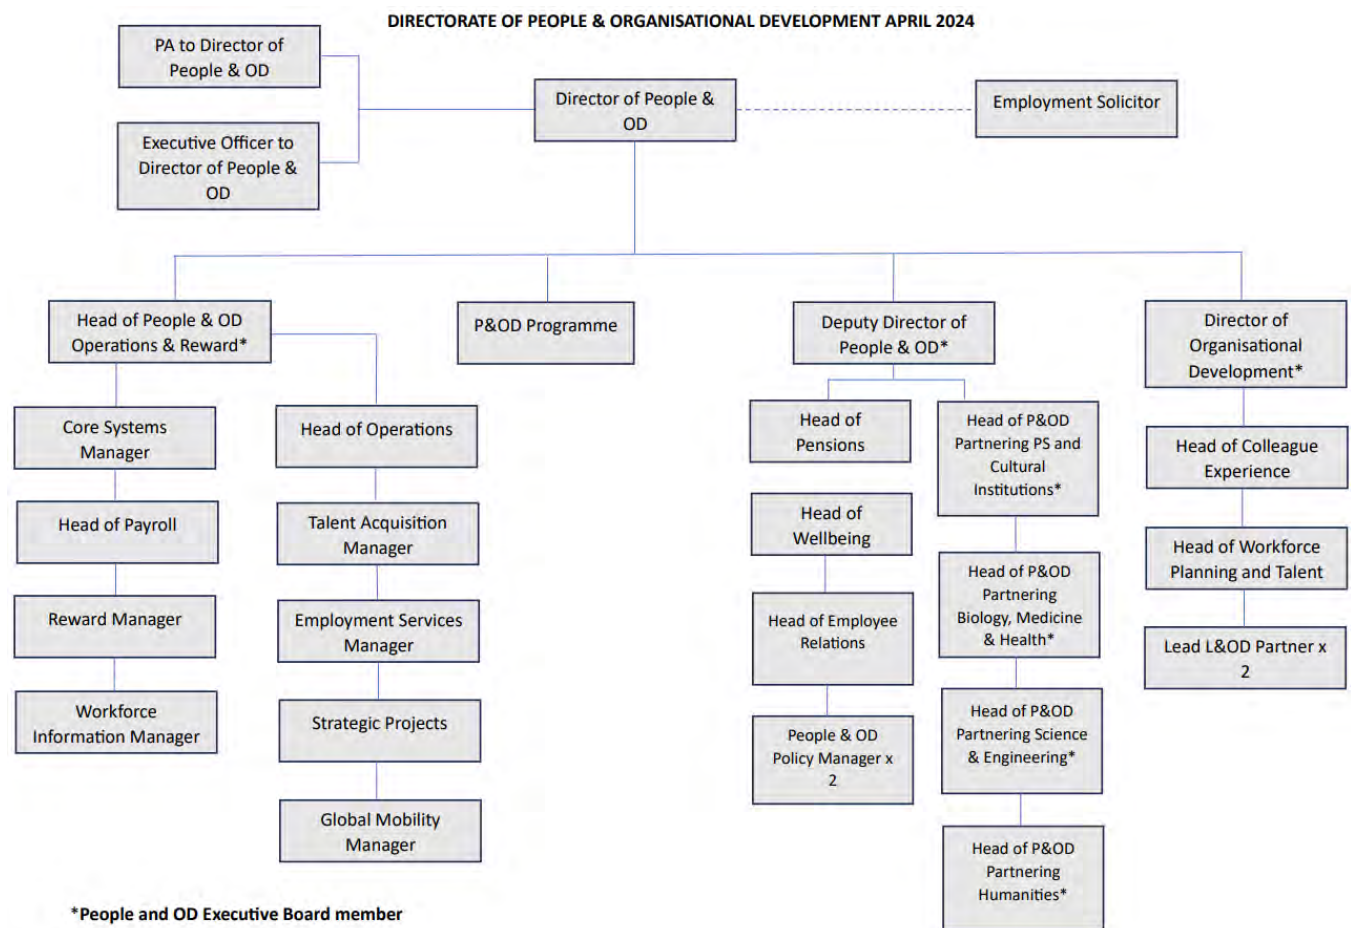 DIRECTORATE OF PEOPLE & ORGANISATIONAL DEVELOPMENT APRIL 2024
PA to Director of
People & OD
Executive Officer to
Director of People &
OD
Director of People &
OD
Employment Solicitor
Head of People & OD
Operations & Reward*
P&OD Programme
Deputy Director of
People & OD*
Director of
Organisational
Development*
Core Systems
Manager
Head of Payroll
Reward Manager
Workforce
Information Manager
Head of Operations
Talent Acquisition
Manager
Employment Services
Manager
Strategic Projects
Global Mobility
Manager
Head of
Pensions
Head of
Wellbeing
Head of Employee
Relations
People & OD
Policy Manager x
2
Head of P&OD
Partnering PS and
Cultural
Institutions*
Head of P&OD
Partnering
Biology, Medicine
& Health*
Head of P&OD
Partnering Science
& Engineering*
Head of P&OD
Partnering
Humanities*
Head of Colleague
Experience
Head of Workforce
Planning and Talent
Lead L&OD Partner x
2
*People and OD Executive Board member